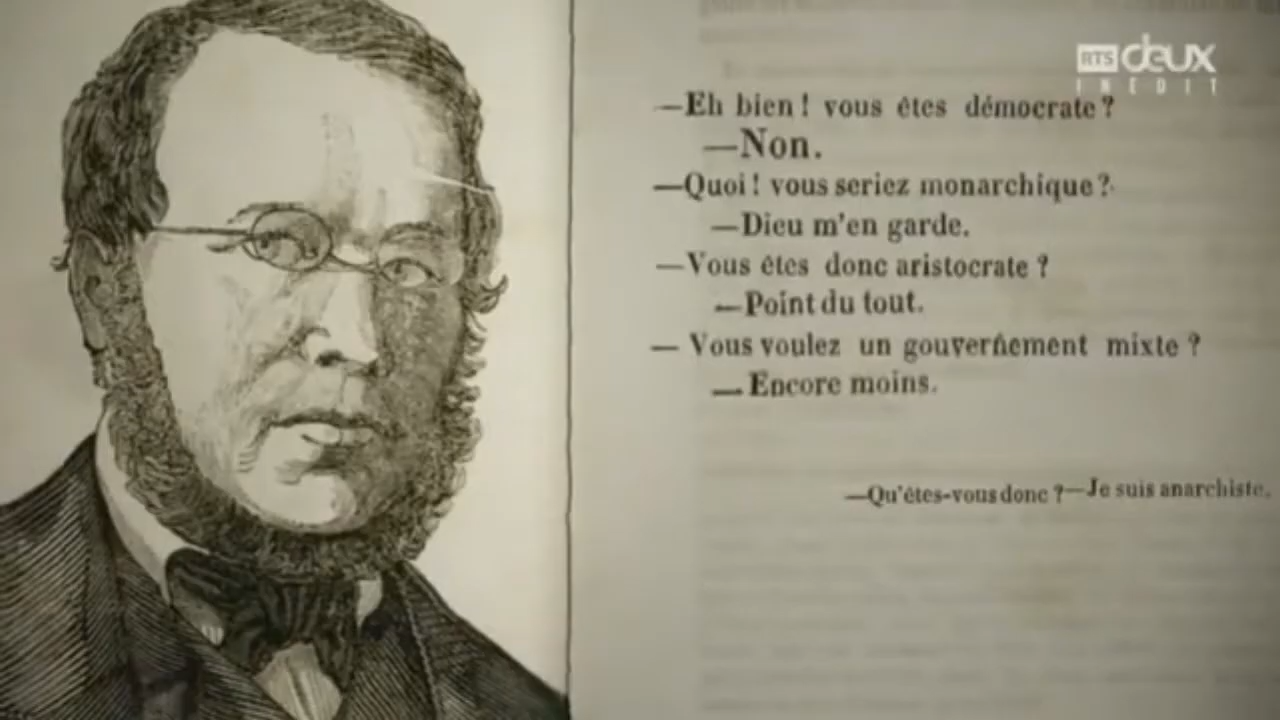 RTS deux
INÉDIT
—Eh bien! vous êtes démocrate?
—Non.
—Quoi! vous seriez monarchique?
—Dieu m'en garde.
—Vous êtes donc aristocrate?
—Point du tout.
— Vous voulez un gouvernement mixte?
— Encore moins.
—Qu'êtes-vous donc?—Je suis anarchiste.